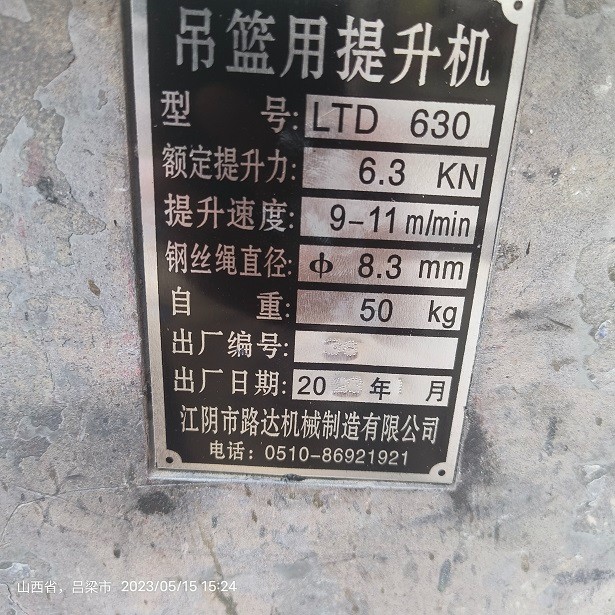 吊篮用提升机
型 号: LTD 630
额定提升力: 6.3 KN
提升速度: 9-11 m/min
钢丝绳直径: ф 8.3 mm
自 重: 50 kg
出厂编号:
出厂日期: 20 年 月
江阴市路达机械制造有限公司
电话: 0510-86921921
山西省，吕梁市 2023/05/15 15:24